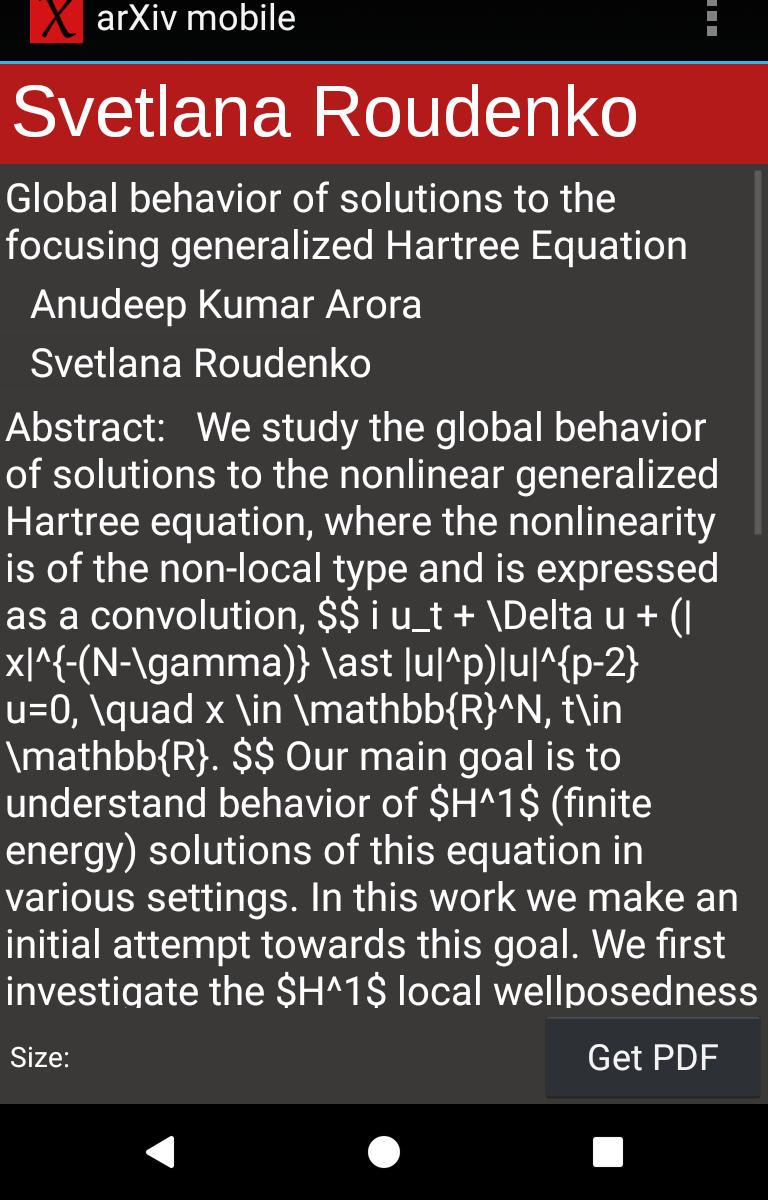 arXiv mobile
Svetlana Roudenko
Global behavior of solutions to the
focusing generalized Hartree Equation
Anudeep Kumar Arora
Svetlana Roudenko
Abstract: We study the global behavior
of solutions to the nonlinear generalized
Hartree equation, where the nonlinearity
is of the non-local type and is expressed
as a convolution, $$ i u_t + \Delta u + (|
x|^{-(N-\gamma)} \ast |u|^p)|u|^{p-2}
u=0, \quad x \in \mathbb{R}^N, t\in
\mathbb{R}. $$ Our main goal is to
understand behavior of $H^1$ (finite
energy) solutions of this equation in
various settings. In this work we make an
initial attempt towards this goal. We first
investigate the $H^1$ local wellposedness
Size:
Get PDF